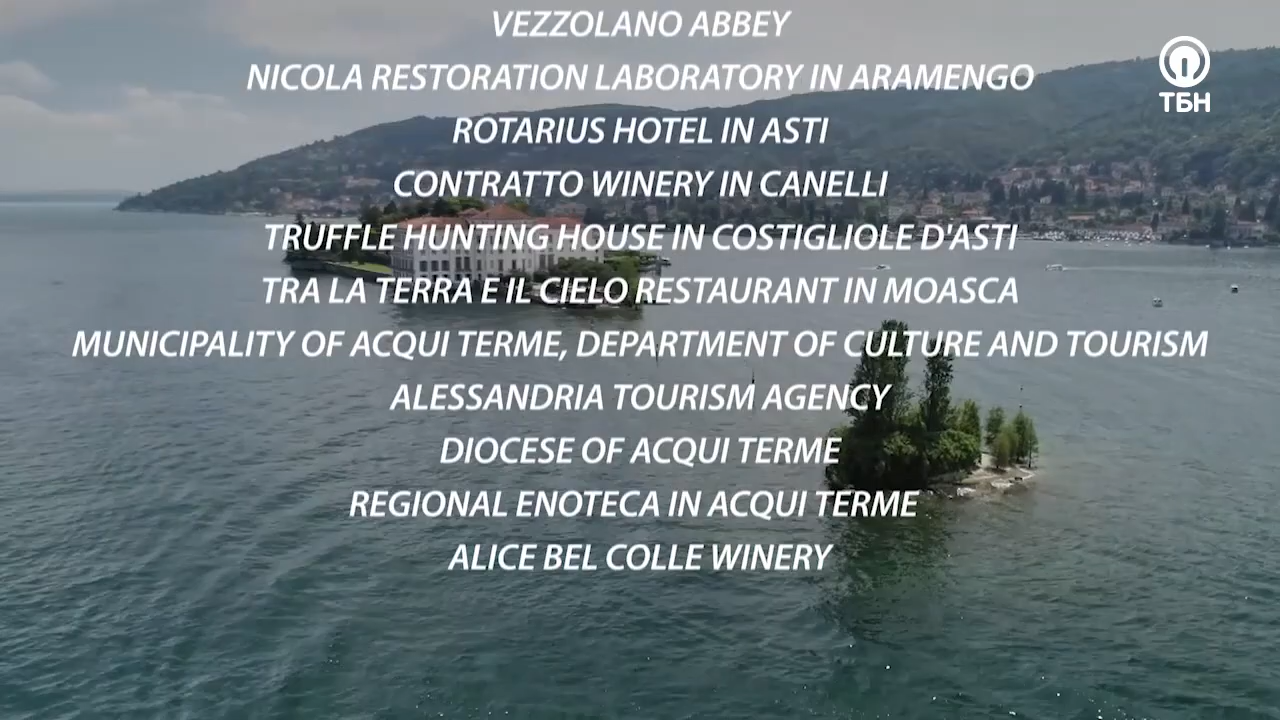 VEZZOLANO ABBEY
NICOLA RESTORATION LABORATORY IN ARAMENGO
ROTARIUS HOTEL IN ASTI
CONTRATTO WINERY IN CANELLI
TRUFFLE HUNTING HOUSE IN COSTIGLIOLE D'ASTI
TRA LA TERRA E IL CIELO RESTAURANT IN MOASCA
MUNICIPALITY OF ACQUI TERME, DEPARTMENT OF CULTURE AND TOURISM
ALESSANDRIA TOURISM AGENCY
DIOCESE OF ACQUI TERME
REGIONAL ENOTECA IN ACQUI TERME
ALICE BEL COLLE WINERY
ТБН